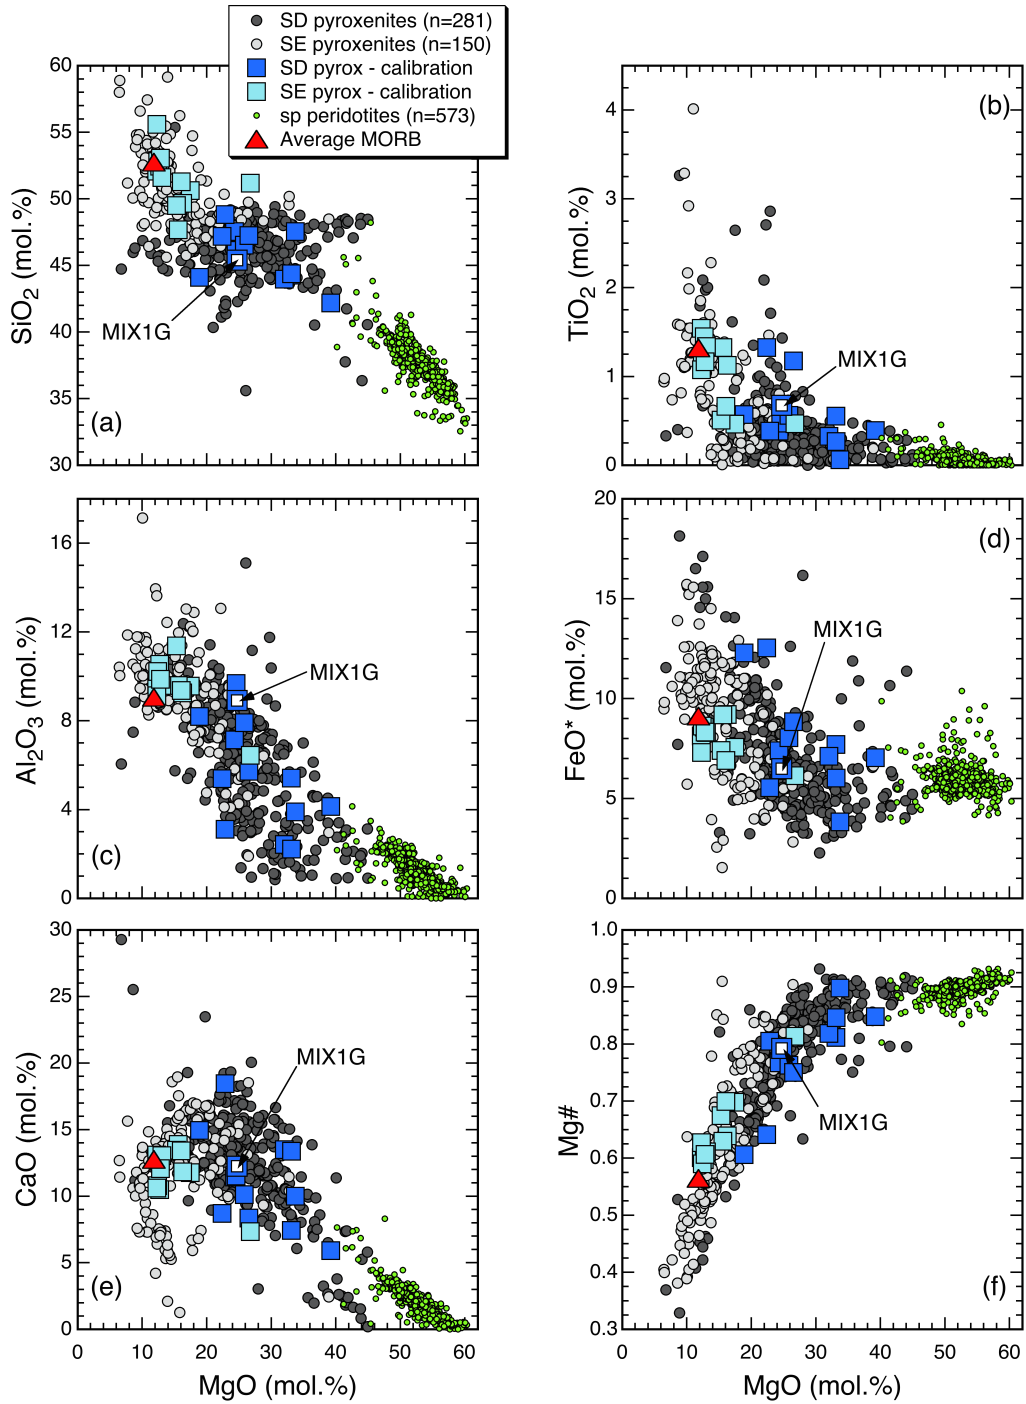 SD pyroxenites (n=281)
SE pyroxenites (n=150)
SD pyrox - calibration
SE pyrox - calibration
sp peridotites (n=573)
Average MORB
60
55
50
45
40
35
30
SiO2 (mol.%)
MIX1G
(a)
4
3
2
1
0
TiO2 (mol.%)
MIX1G
(b)
16
12
8
4
0
Al2O3 (mol.%)
MIX1G
(c)
20
15
10
5
0
FeO* (mol.%)
MIX1G
(d)
30
25
20
15
10
5
0
CaO (mol.%)
MIX1G
(e)
0 10 20 30 40 50 60
MgO (mol.%)
1.0
0.9
0.8
0.7
0.6
0.5
0.4
0.3
Mg#
MIX1G
(f)
0 10 20 30 40 50 60
MgO (mol.%)